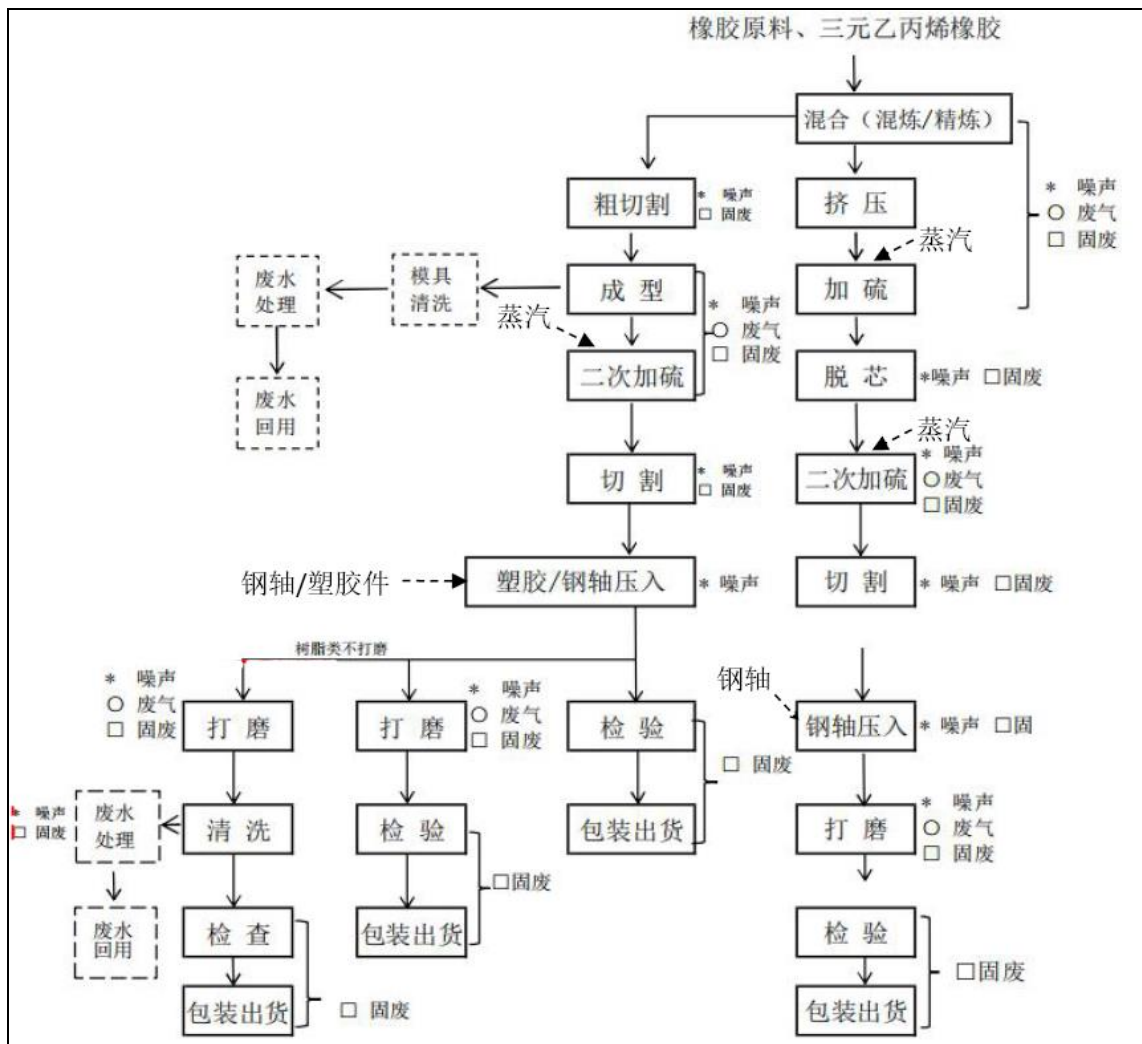 橡胶原料、三元乙丙烯橡胶
混合（混炼/精炼）
* 噪声
○ 废气
□ 固废
粗切割
* 噪声
□ 固废
挤 压
蒸汽
加 硫
成 型
* 噪声
○ 废气
□ 固废
模具
清洗
废水
处理
废水
回用
蒸汽
二次加硫
脱 芯
*噪声 □固废
蒸汽
二次加硫
* 噪声
○废气
□固废
切 割
* 噪声
□ 固废
钢轴/塑胶件
塑胶/钢轴压入
* 噪声
切 割
* 噪声 □固废
树脂类不打磨
* 噪声
○ 废气
□ 固废
打 磨
* 噪声
○ 废气
□ 固废
打 磨
检 验
□ 固废
包装出货
钢轴
钢轴压入
* 噪声 □固
* 噪声
□ 固废
废水
处理
废水
回用
清 洗
检 查
包装出货
□ 固废
检 验
□固废
包装出货
打 磨
* 噪声
○ 废气
□ 固废
检 验
□固废
包装出货